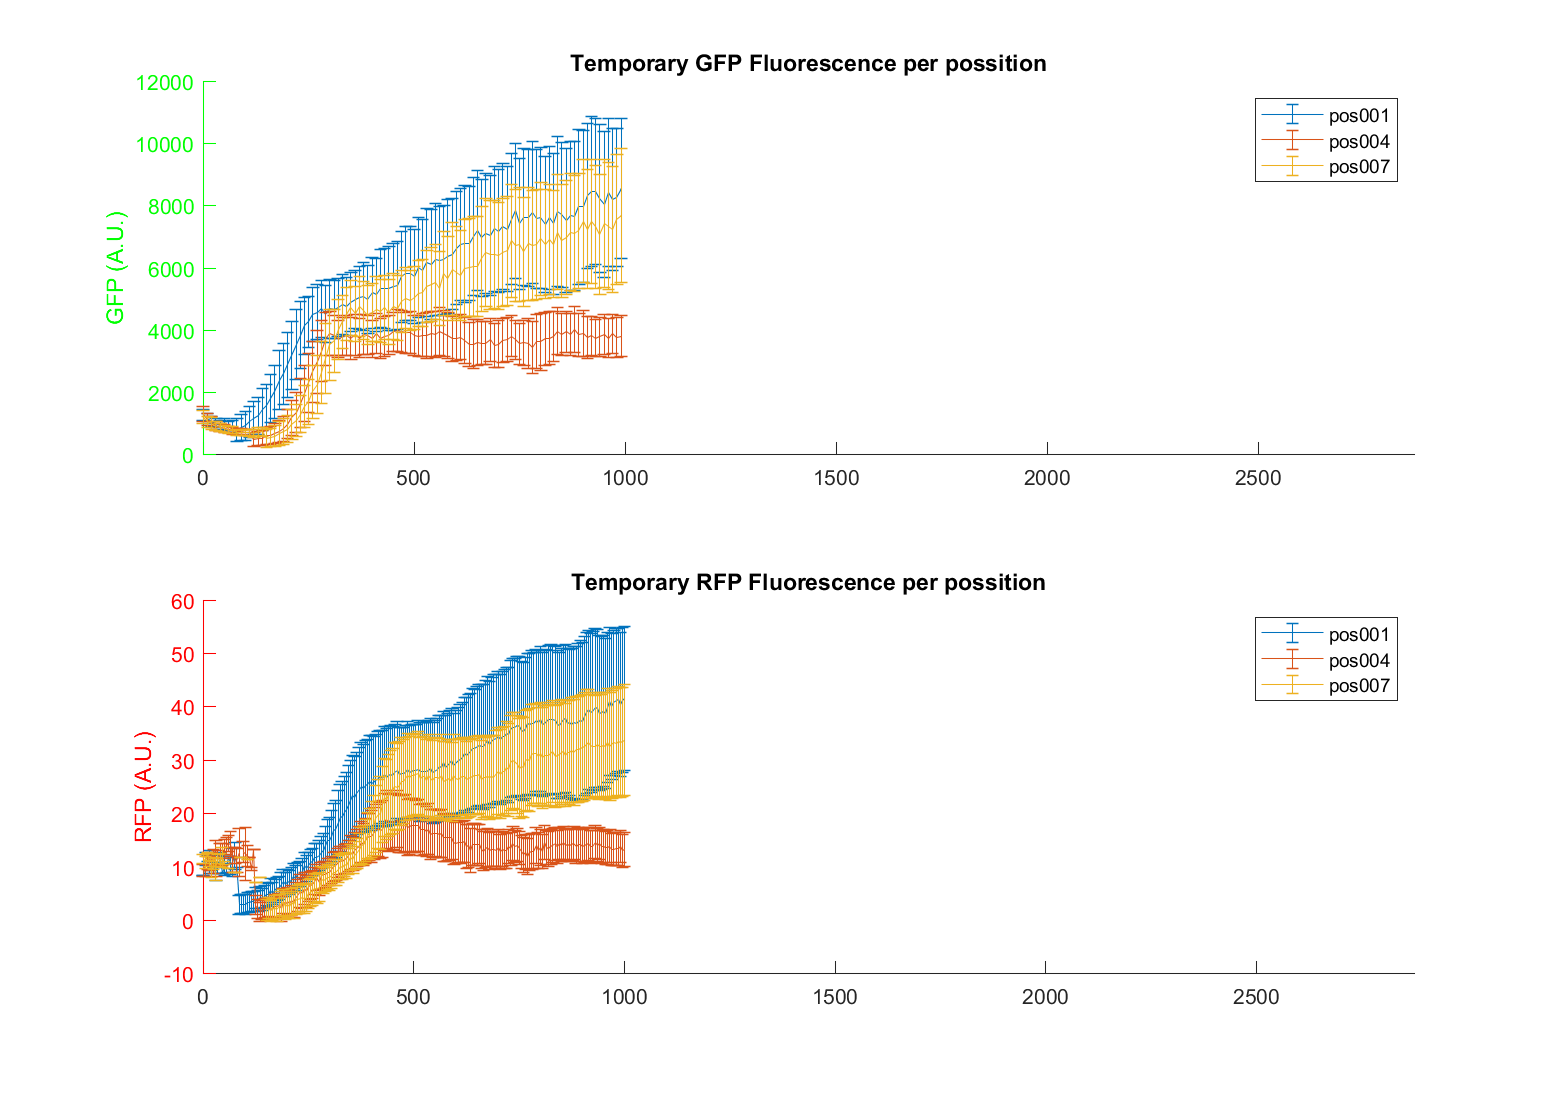 Temporary GFP Fluorescence per possition
12000
10000
8000
6000
4000
2000
0
GFP (A.U.)
0 500 1000 1500 2000 2500
pos001
pos004
pos007
Temporary RFP Fluorescence per possition
60
50
40
30
20
10
0
-10
RFP (A.U.)
0 500 1000 1500 2000 2500
pos001
pos004
pos007